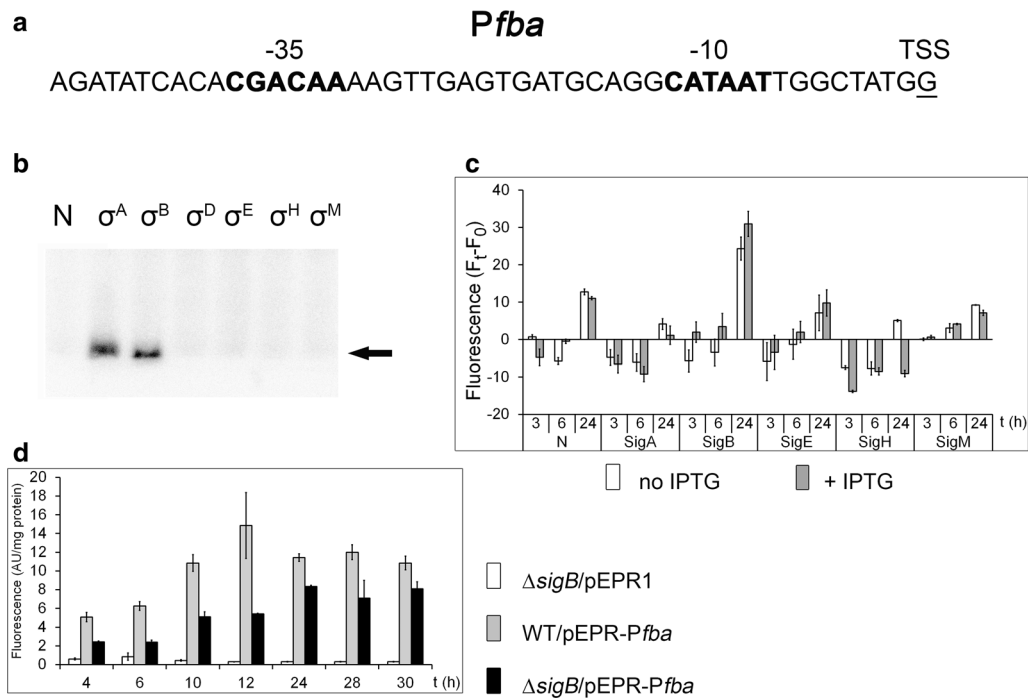 a
Pfba
-35 -10 TSS
AGATATCACACGACAAAAGTTGAGTGATGCAGGCATAATTGGCTATGG
b
N σA σB σD σE σH σM
c
Fluorescence (Ft-F0)
40
30
20
10
0
-10
-20
3 6 24 3 6 24 3 6 24 3 6 24 3 6 24 3 6 24 t (h)
N SigA SigB SigE SigH SigM
no IPTG + IPTG
d
Fluorescence (AU/mg protein)
20
18
16
14
12
10
8
6
4
2
0
4 6 10 12 24 28 30 t (h)
ΔsigB/pEPR1
WT/pEPR-Pfba
ΔsigB/pEPR-Pfba